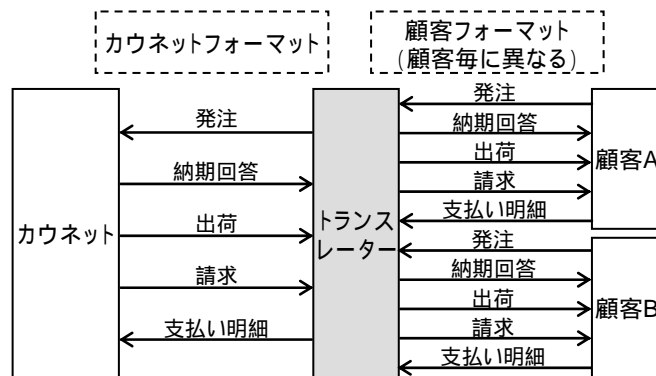 カウネットフォーマット
顧客フォーマット
(顧客毎に異なる)
カウネット
発注
納期回答
出荷
請求
支払い明細
トランス
レーター
発注
納期回答
出荷
請求
支払い明細
顧客A
発注
納期回答
出荷
請求
支払い明細
顧客B